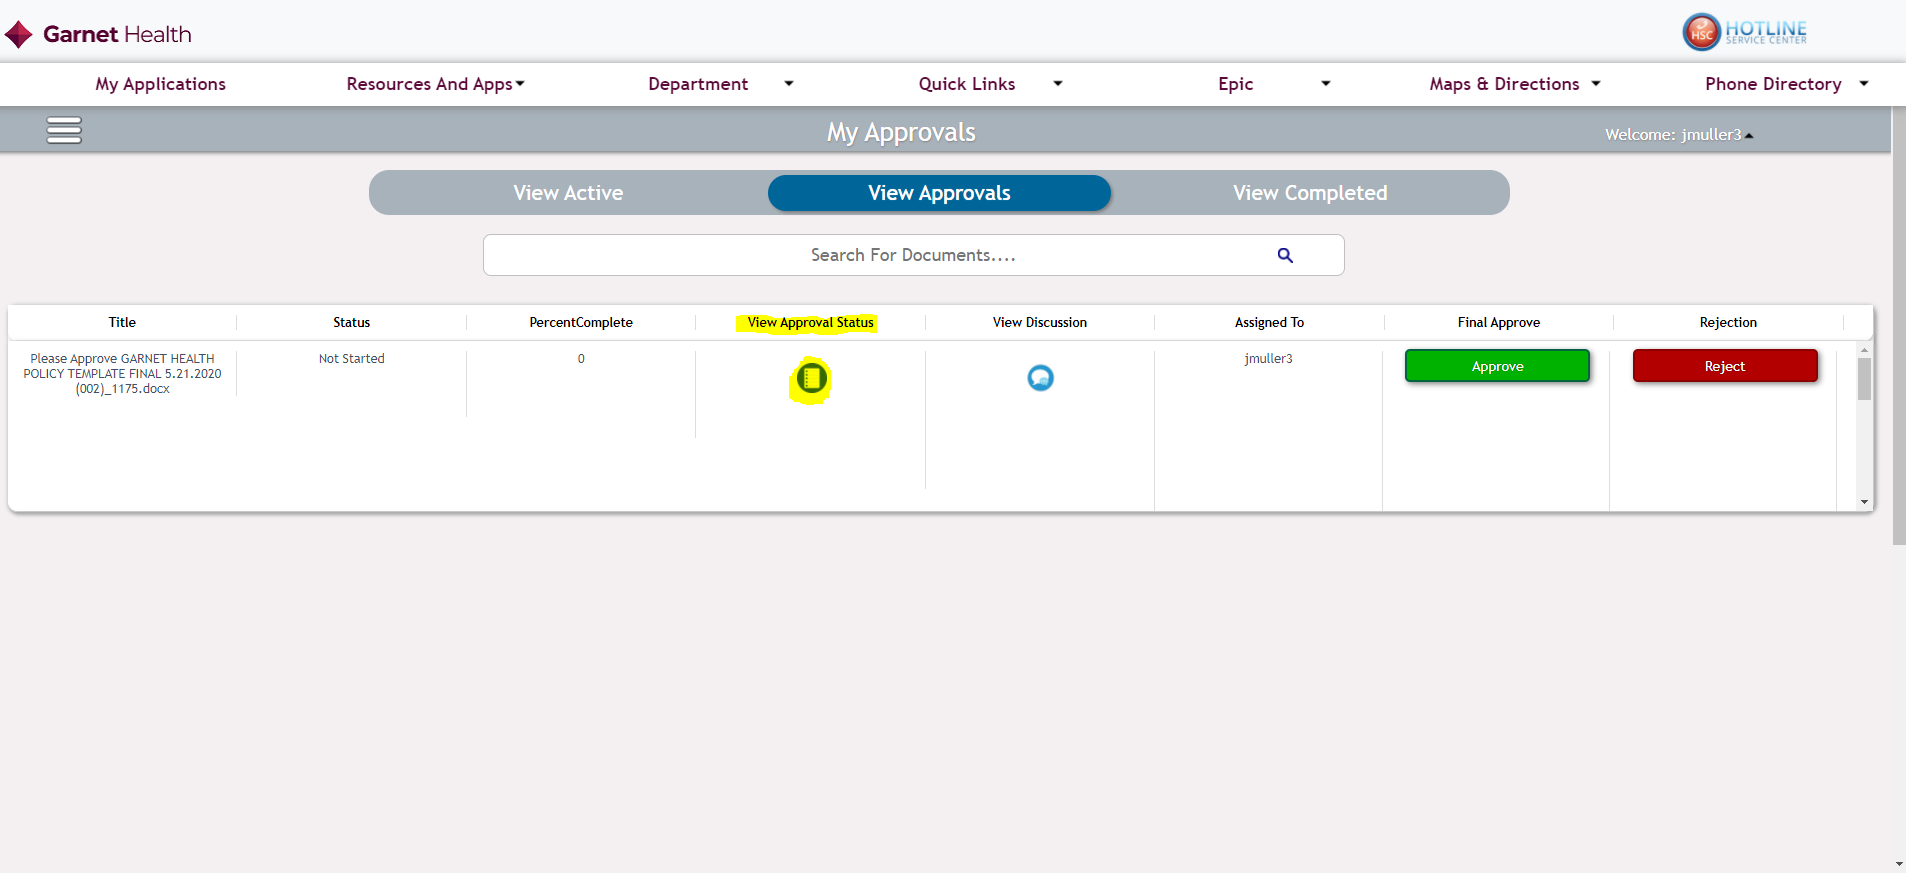 Garnet Health
HSC HOTLINE
SERVICE CENTER
My Applications Resources And Apps Department Quick Links Epic Maps & Directions Phone Directory
My Approvals Welcome: jmuller3
View Active View Approvals View Completed
Search For Documents....
Title Status PercentComplete View Approval Status View Discussion Assigned To Final Approve Rejection
Please Approve GARNET HEALTH Not Started 0 jmuller3 Approve Reject
POLICY TEMPLATE FINAL 5.21.2020
(002)_1175.docx